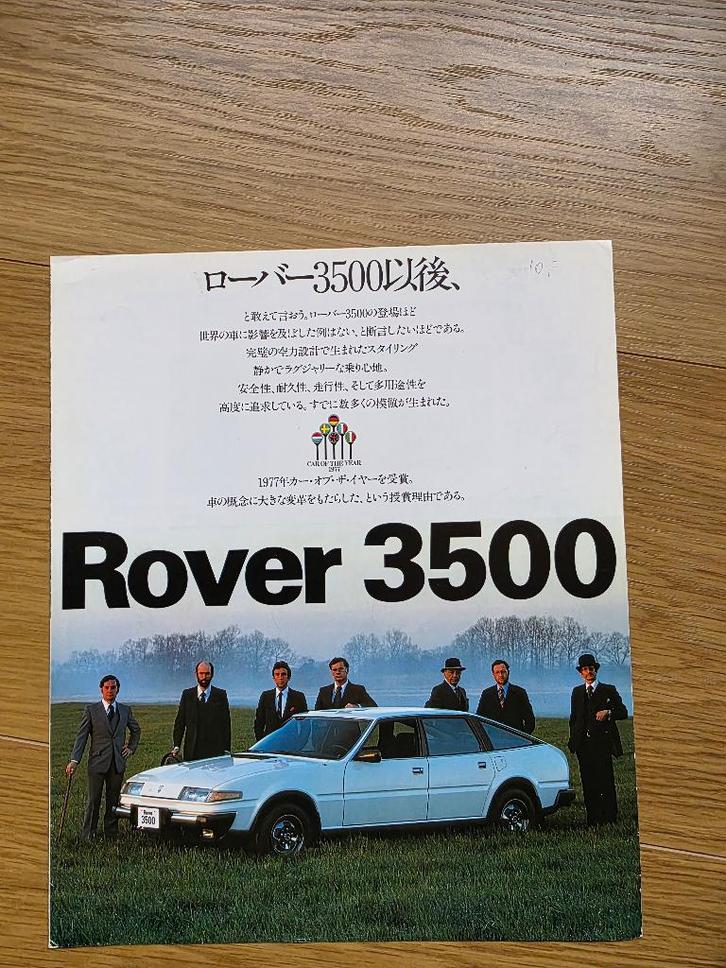 ローバー3500以後、
10,-
と敢えて言おう。ローバー3500の登場ほど
世界の車に影響を及ぼした例はない、と断言したいほどである。
完璧の空力設計で生まれたスタイリング
静かでラグジャリーな乗り心地。
安全性、耐久性、走行性、そして多用途性を
高度に追求している。すでに数多くの模倣が生まれた。
CAR OF THE YEAR
1977
1977年カー・オブ・ザ・イヤーを受賞。
車の概念に大きな変革をもたらした、という授賞理由である。
Rover 3500
Rover
3500